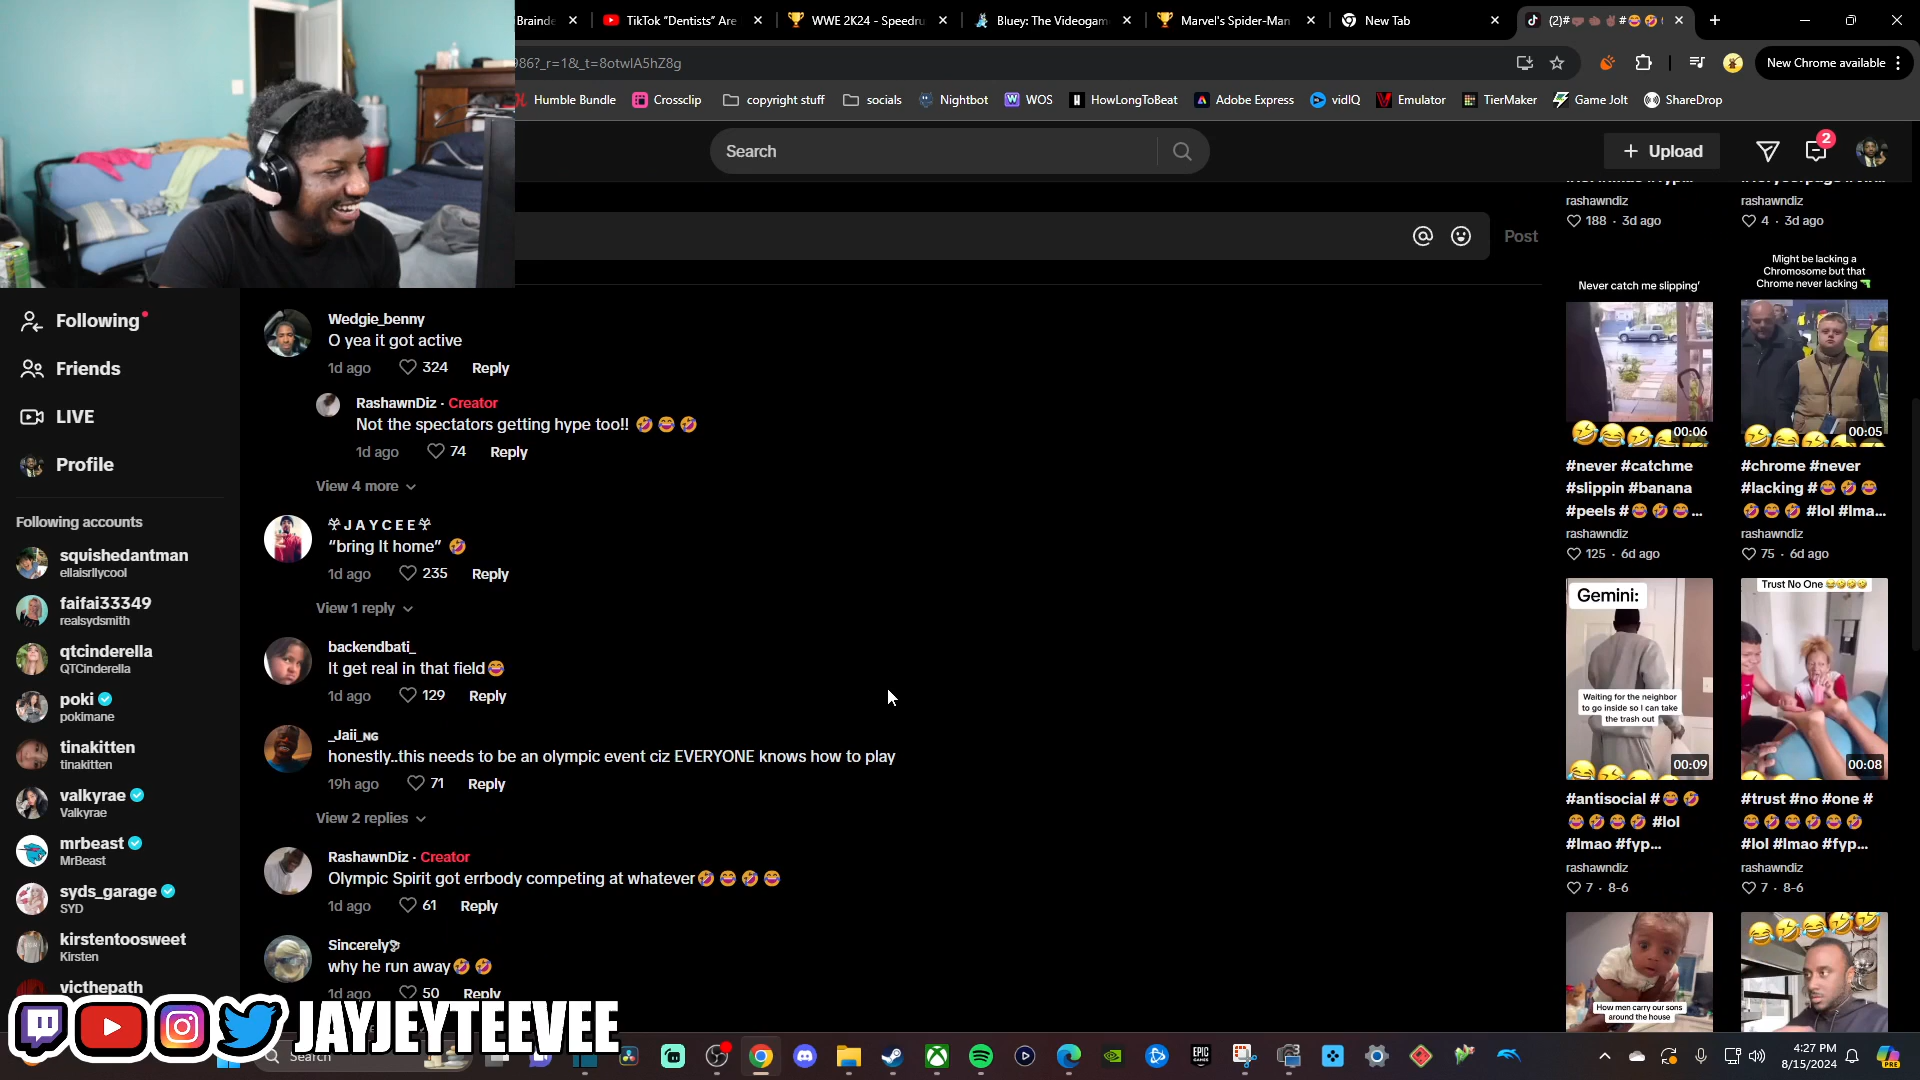 Brainde
TikTok “Dentists” Are
WWE 2K24 - Speedru
Bluey: The Videogam
Marvel's Spider-Man
New Tab
(2)#🤎🤎✌🏿#😂🤣
986?_r=1&_t=8otwlA5hZ8g
New Chrome available
Humble Bundle
Crossclip
copyright stuff
socials
Nightbot
WOS
HowLongToBeat
Adobe Express
vidIQ
Emulator
TierMaker
Game Jolt
ShareDrop
Search
+ Upload
2
Post
Following
Friends
LIVE
Profile
Following accounts
squishedantman
ellaisrllycool
faifai33349
realsydsmith
qtcinderella
QTCinderella
poki
pokimane
tinakitten
tinakitten
valkyrae
Valkyrae
mrbeast
MrBeast
syds_garage
SYD
kirstentoosweet
Kirsten
victhepath
Wedgie_benny
O yea it got active
1d ago 324 Reply
RashawnDiz · Creator
Not the spectators getting hype too!! 🤣😂🤣
1d ago 74 Reply
View 4 more
J A Y C E E
“bring It home” 🤣
1d ago 235 Reply
View 1 reply
backendbati_
It get real in that field😂
1d ago 129 Reply
_Jaii_NG
honestly..this needs to be an olympic event ciz EVERYONE knows how to play
19h ago 71 Reply
View 2 replies
RashawnDiz · Creator
Olympic Spirit got errbody competing at whatever🤣😂🤣😂
1d ago 61 Reply
Sincerely
why he run away🤣🤣
1d ago 50 Reply
rashawndiz
188 · 3d ago
rashawndiz
4 · 3d ago
Never catch me slipping'
00:06
#never #catchme
#slippin #banana
#peels #😂🤣😂...
rashawndiz
125 · 6d ago
Might be lacking a
Chromosome but that
Chrome never lacking 🔫
00:05
#chrome #never
#lacking #😂🤣😂
🤣😂🤣 #lol #lma...
rashawndiz
75 · 6d ago
Gemini:
Waiting for the neighbor
to go inside so I can take
the trash out
00:09
#antisocial #😂🤣
😂🤣😂🤣 #lol
#lmao #fyp...
rashawndiz
7 · 8-6
Trust No One 😂🤣🤣🤣
00:08
#trust #no #one #
😂🤣😂🤣😂🤣
#lol #lmao #fyp...
rashawndiz
7 · 8-6
How men carry our sons
around the house
JAYJEYTEEVEE
Search
EPIC
GAMES
4:27 PM
8/15/2024
PRE